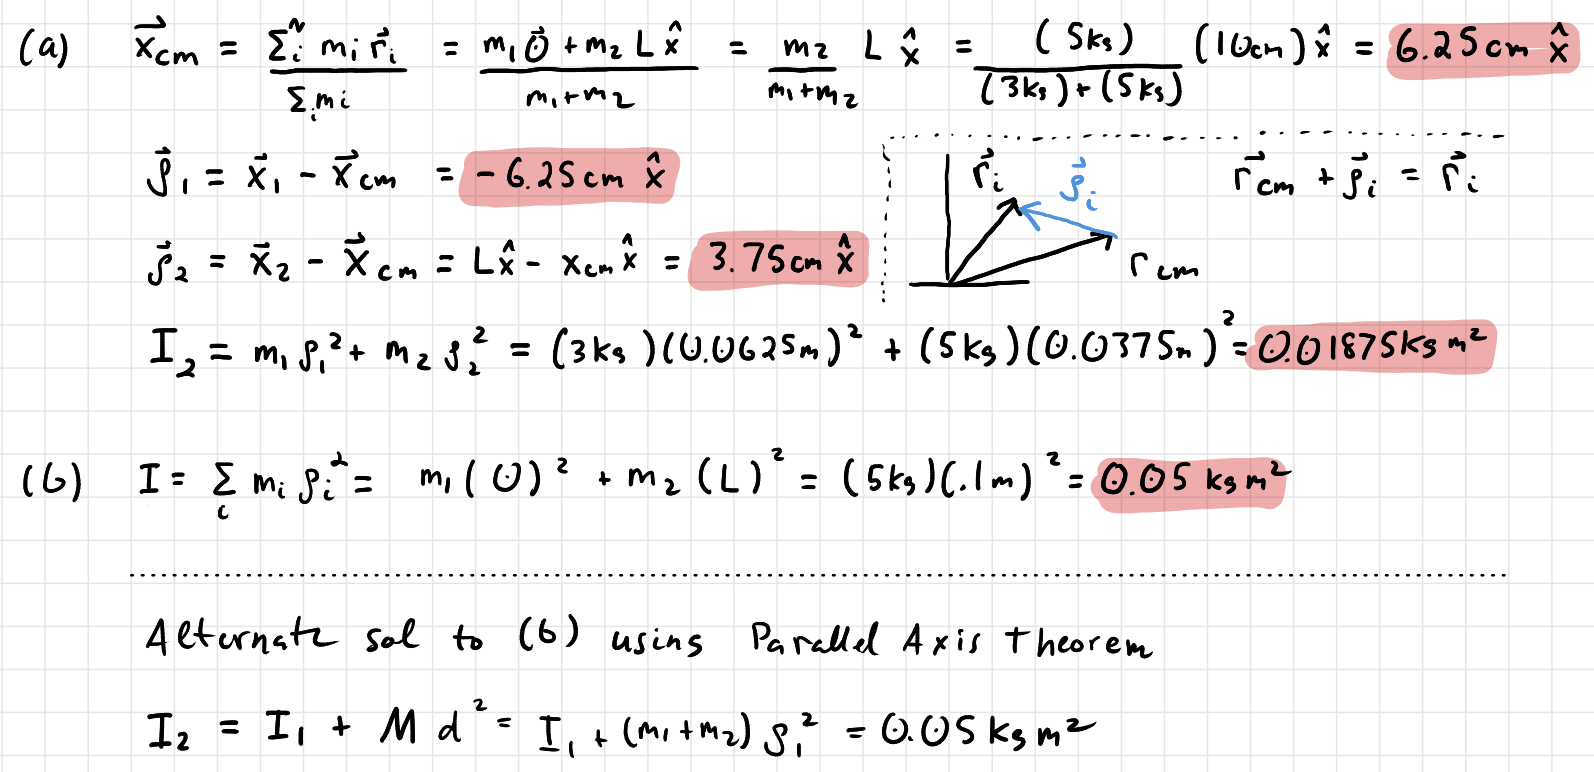 (a) $\vec{x}_{cm} = \frac{\sum_i^N m_i \vec{r}_i}{\sum_i m_i} = \frac{m_1 \vec{0} + m_2 L \hat{x}}{m_1 + m_2} = \frac{m_2}{m_1 + m_2} L \hat{x} = \frac{(5kg)}{(3kg) + (5kg)} (10cm) \hat{x} = 6.25cm \hat{x}$
$\vec{\rho}_1 = \vec{x}_1 - \vec{x}_{cm} = -6.25cm \hat{x}$
$\vec{r}_i$ $\vec{\rho}_i$ $r_{cm}$
$\vec{r}_{cm} + \vec{\rho}_i = \vec{r}_i$
$\vec{\rho}_2 = \vec{x}_2 - \vec{x}_{cm} = L\hat{x} - x_{cm} \hat{x} = 3.75cm \hat{x}$
$I_2 = m_1 \rho_1^2 + m_2 \rho_2^2 = (3kg)(0.0625m)^2 + (5kg)(0.0375m)^2 = 0.01875kg m^2$
(b) $I = \sum_i m_i \rho_i^2 = m_1 (0)^2 + m_2 (L)^2 = (5kg)(.1m)^2 = 0.05 kg m^2$
Alternate sol to (b) using Parallel Axis theorem
$I_2 = I_1 + M d^2 = I_1 + (m_1 + m_2) \rho_1^2 = 0.05 kg m^2$